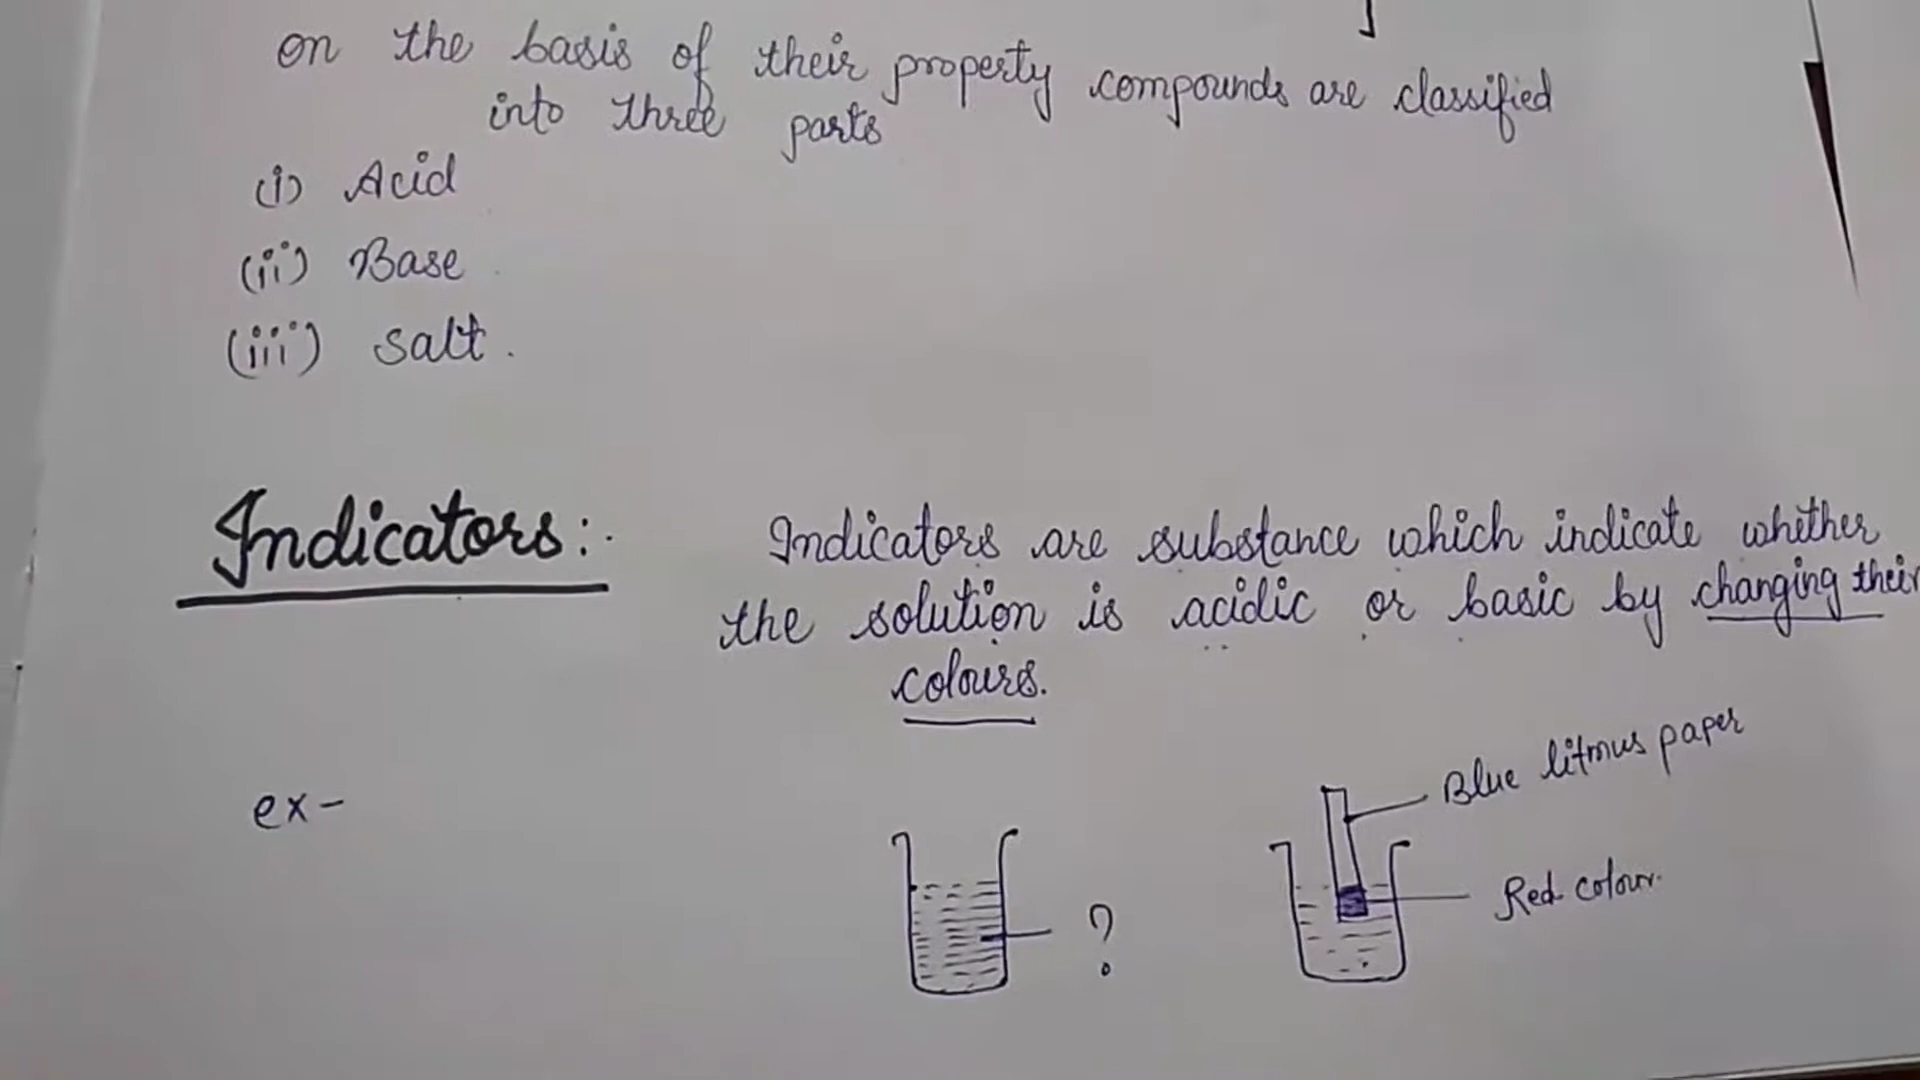 on the basis of their property compounds are classified
into three parts
(i) Acid
(ii) Base
(iii) Salt.
Indicators:-
Indicators are substance which indicate whether
the solution is acidic or basic by changing their
colours.
ex-
?
Blue litmus paper
Red colour.